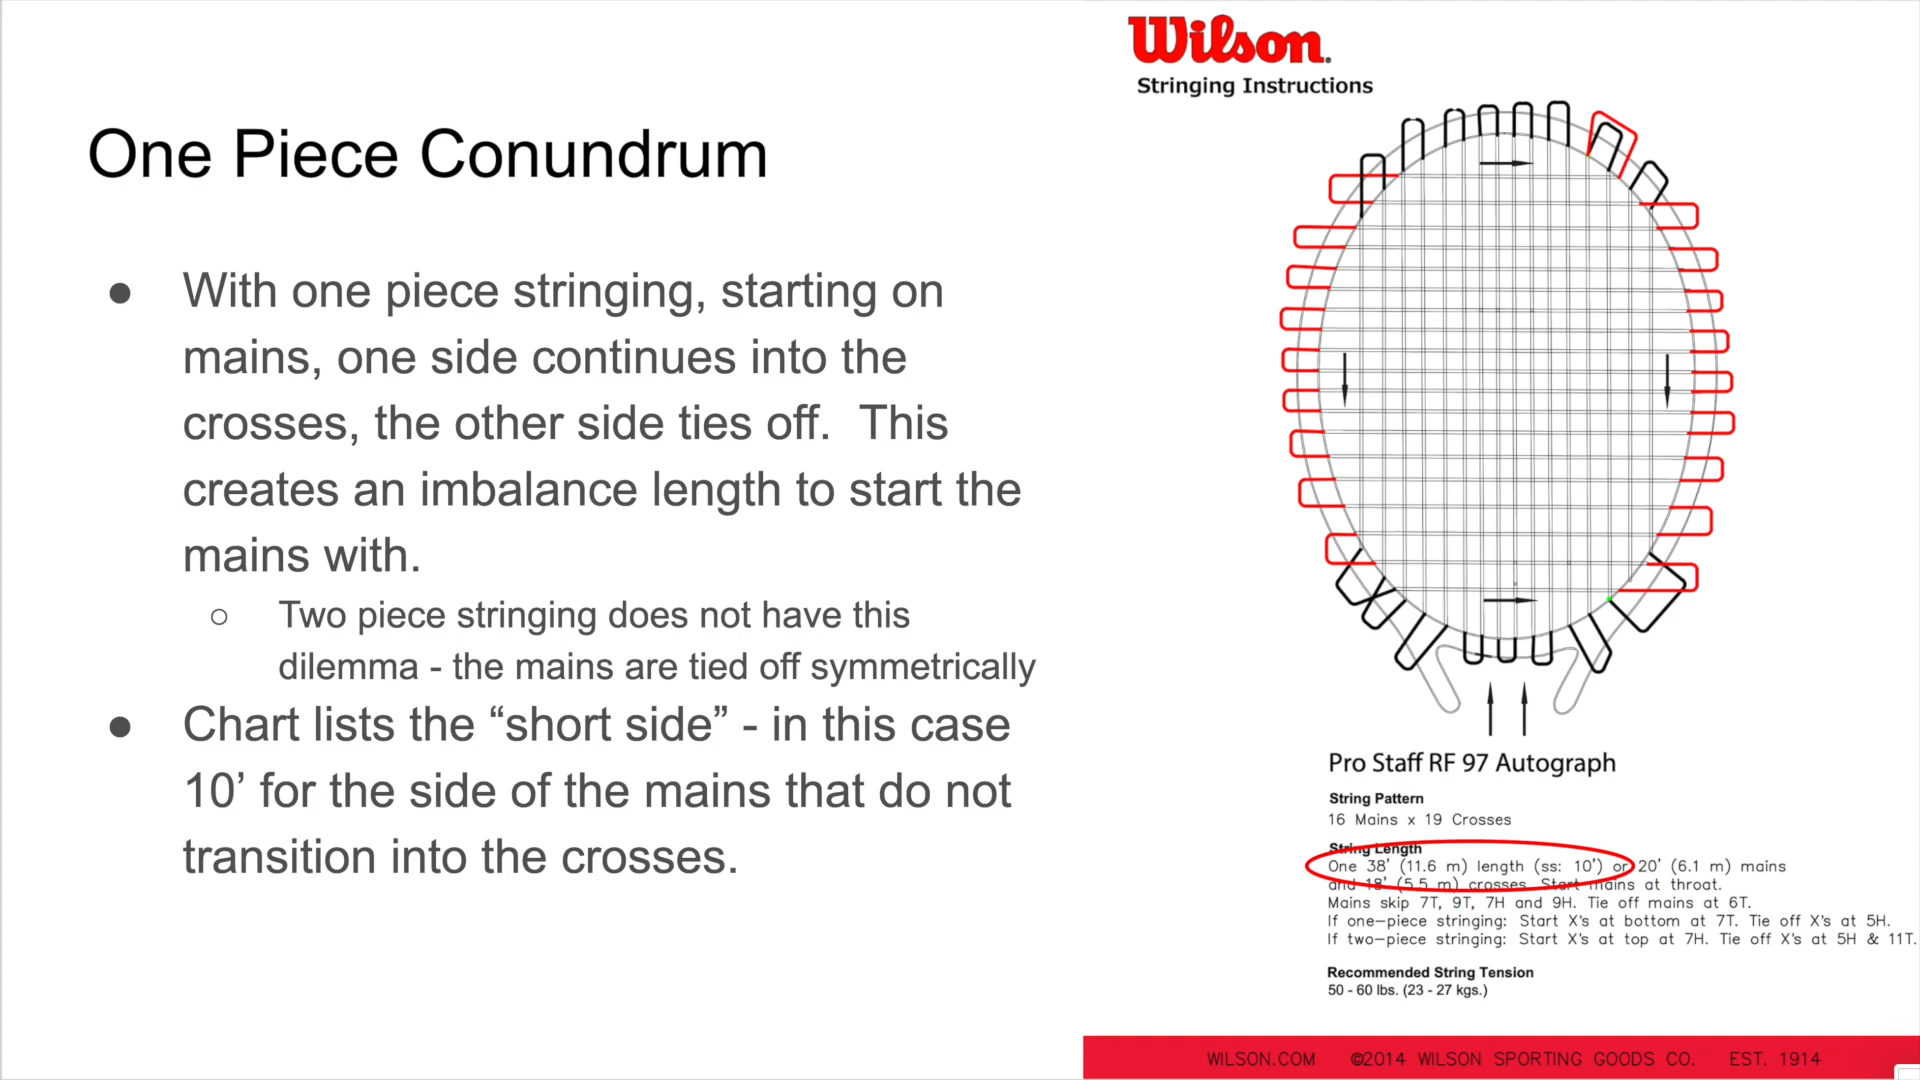 One Piece Conundrum
● With one piece stringing, starting on
mains, one side continues into the
crosses, the other side ties off.  This
creates an imbalance length to start the
mains with.
○ Two piece stringing does not have this
dilemma - the mains are tied off symmetrically
● Chart lists the “short side” - in this case
10’ for the side of the mains that do not
transition into the crosses.
Wilson.
Stringing Instructions
Pro Staff RF 97 Autograph
String Pattern
16 Mains x 19 Crosses
String Length
One 38' (11.6 m) length (ss: 10') or 20' (6.1 m) mains
and 18' (5.5 m) crosses. Start mains at throat.
Mains skip 7T, 9T, 7H and 9H. Tie off mains at 6T.
If one-piece stringing: Start X's at bottom at 7T. Tie off X's at 5H.
If two-piece stringing: Start X's at top at 7H. Tie off X's at 5H & 11T.
Recommended String Tension
50 - 60 lbs. (23 - 27 kgs.)
WILSON.COM ©2014 WILSON SPORTING GOODS CO. EST. 1914